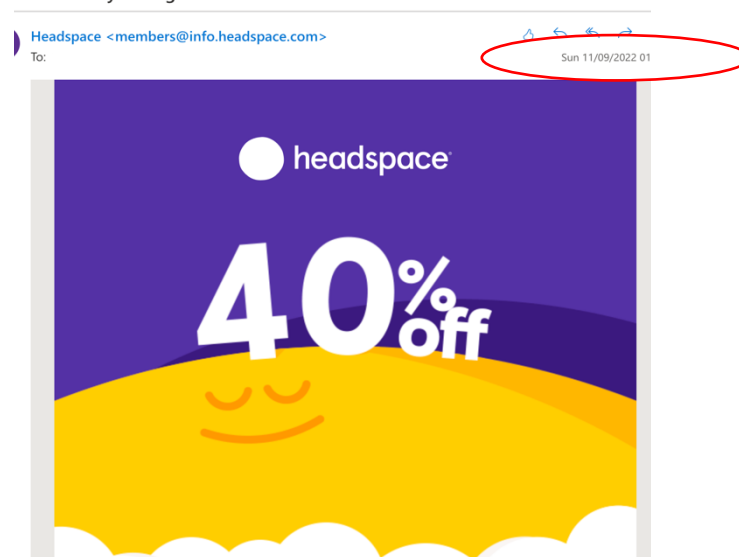 Headspace <members@info.headspace.com>
To:
Sun 11/09/2022 01
headspace
40%
off